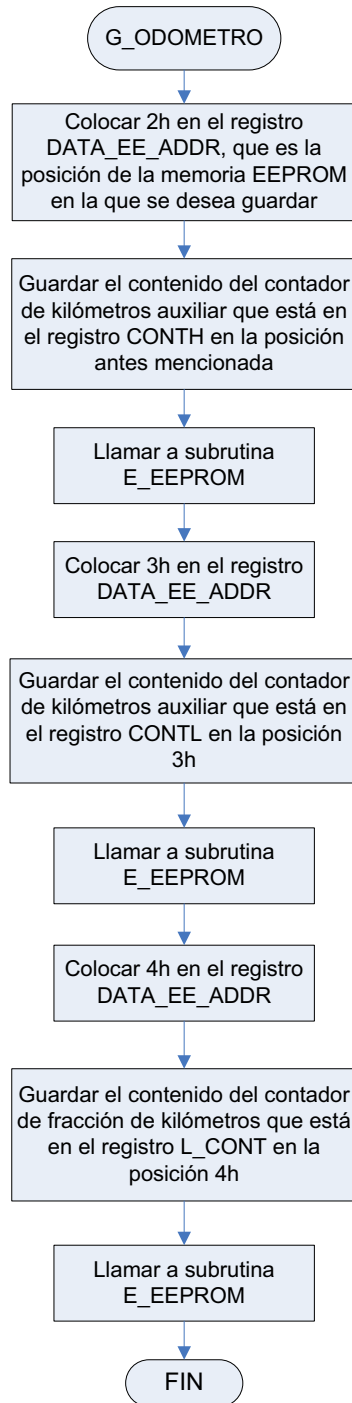 G_ODOMETRO
Colocar 2h en el registro
DATA_EE_ADDR, que es la
posición de la memoria EEPROM
en la que se desea guardar
Guardar el contenido del contador
de kilómetros auxiliar que está en
el registro CONTH en la posición
antes mencionada
Llamar a subrutina
E_EEPROM
Colocar 3h en el registro
DATA_EE_ADDR
Guardar el contenido del contador
de kilómetros auxiliar que está en
el registro CONTL en la posición
3h
Llamar a subrutina
E_EEPROM
Colocar 4h en el registro
DATA_EE_ADDR
Guardar el contenido del contador
de fracción de kilómetros que está
en el registro L_CONT en la
posición 4h
Llamar a subrutina
E_EEPROM
FIN